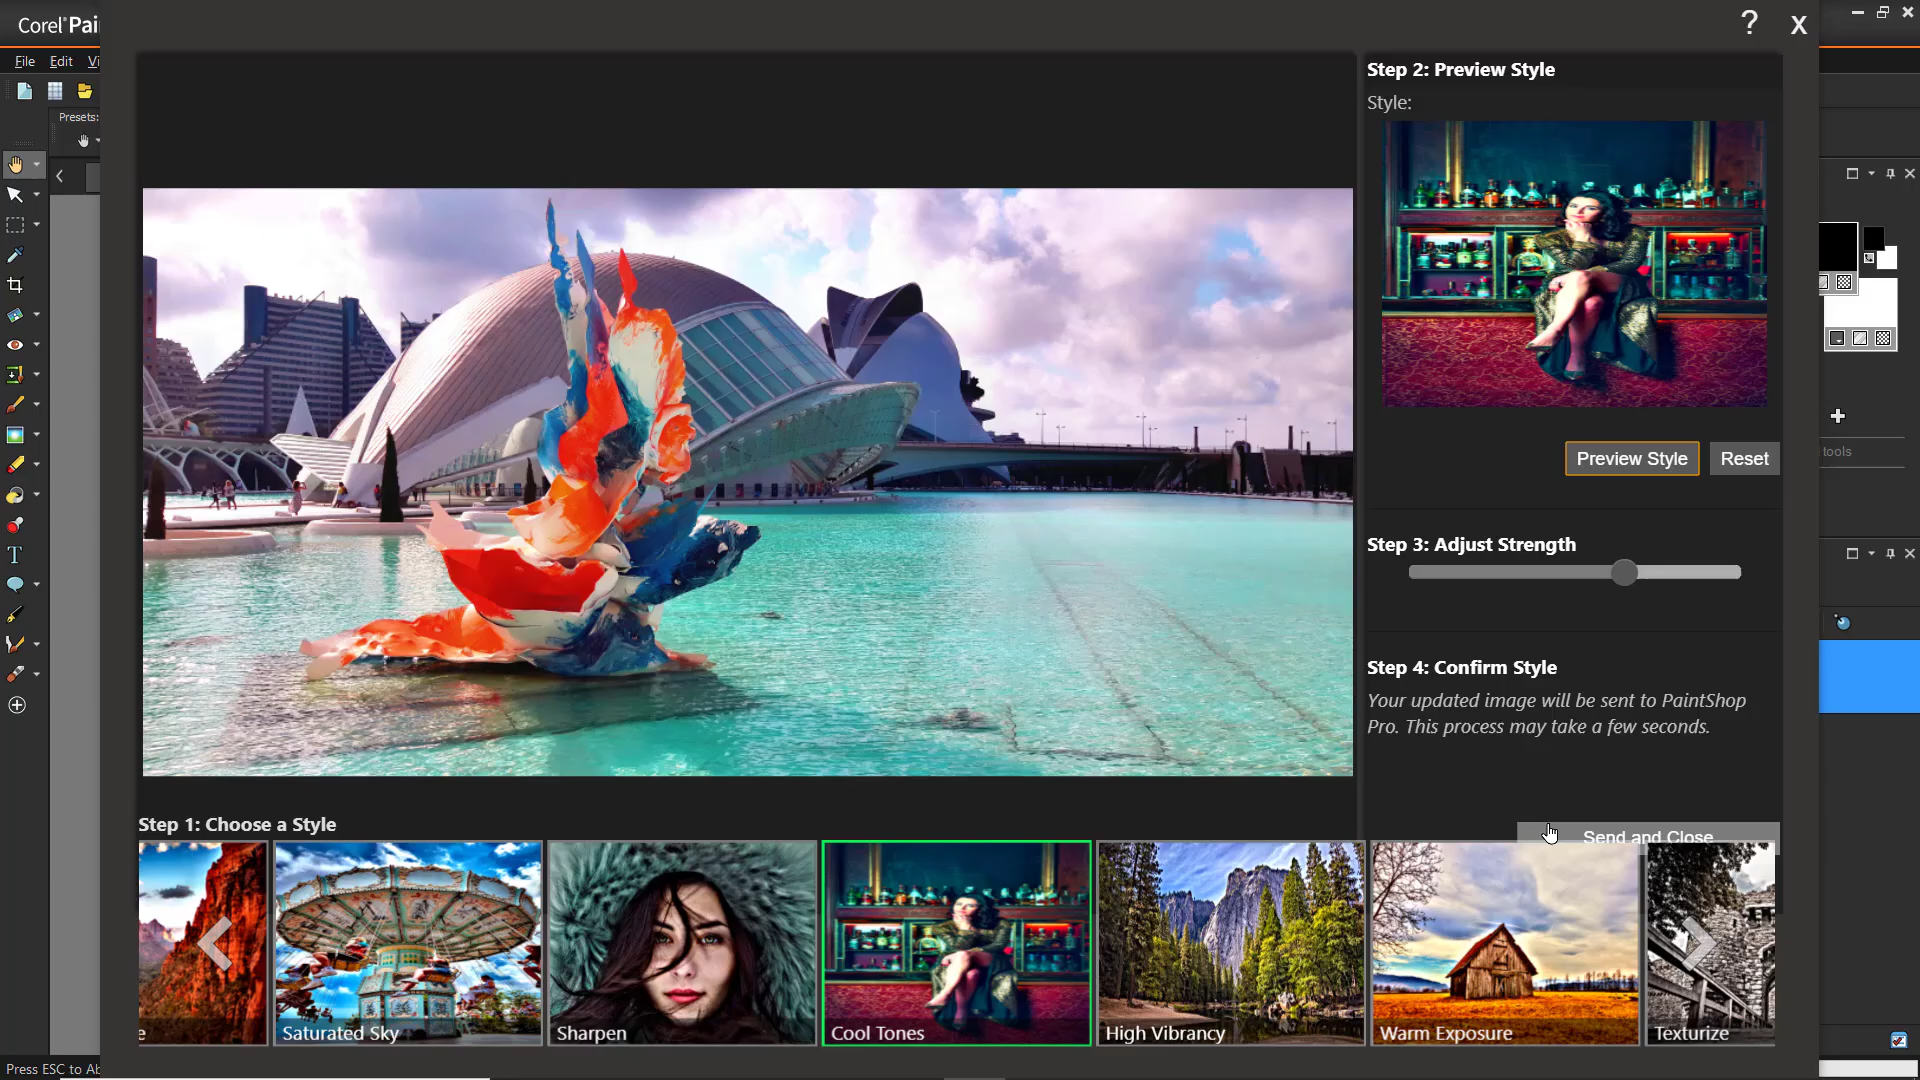 Corel® Pai
? X
File Edit Vi
Presets:
Step 2: Preview Style
Style:
Preview Style Reset
tools
Step 3: Adjust Strength
Step 4: Confirm Style
Your updated image will be sent to PaintShop
Pro. This process may take a few seconds.
Send and Close
Step 1: Choose a Style
e
Saturated Sky
Sharpen
Cool Tones
High Vibrancy
Warm Exposure
Texturize
Press ESC to Ab